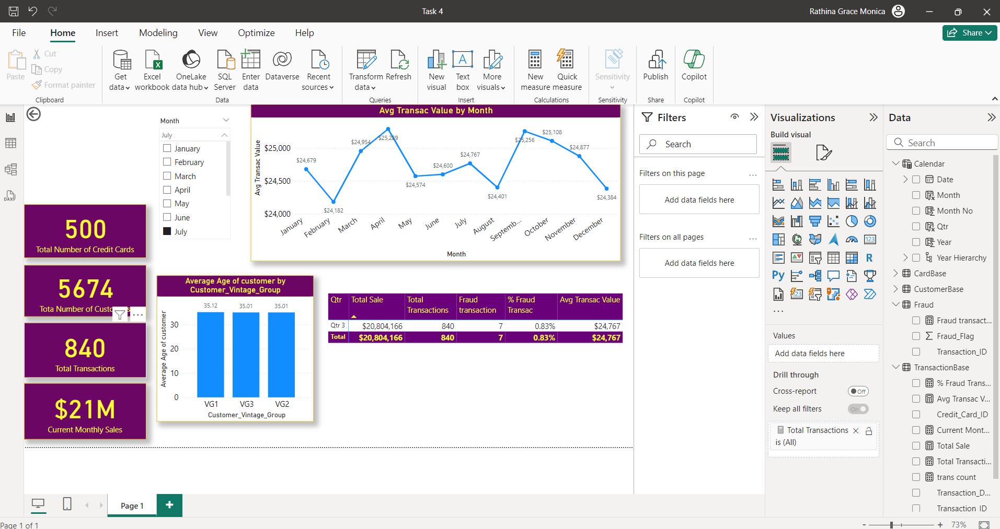 Task 4
Rathina Grace Monica
File
Home
Insert
Modeling
View
Optimize
Help
Share
Paste
Cut
Copy
Format painter
Clipboard
Get
data
Excel
workbook
OneLake
data hub
SQL
Server
Enter
data
Dataverse
Recent
sources
Data
Transform
data
Refresh
Queries
New
visual
Text
box
More
visuals
Insert
New
measure
Quick
measure
Calculations
Sensitivity
Sensitivity
Publish
Share
Copilot
Copilot
DAX
Month
July
January
February
March
April
May
June
July
500
Total Number of Credit Cards
5674
Tota Number of Custo
s
840
Total Transactions
$21M
Current Monthly Sales
Avg Transac Value by Month
Avg Transac Value
$25,000
$24,500
$24,000
$24,679
$24,182
$24,954
$25,289
$24,574
$24,600
$24,767
$24,401
$25,256
$25,108
$24,877
$24,384
January
February
March
April
May
June
July
August
Septemb...
October
November
December
Month
Average Age of customer by
Customer_Vintage_Group
Average Age of customer
30
20
10
0
35.12
35.01
35.01
VG1
VG3
VG2
Customer_Vintage_Group
Qtr Total Sale Total Transactions Fraud transaction % Fraud Transac Avg Transac Value
Qtr 3 $20,804,166 840 7 0.83% $24,767
Total $20,804,166 840 7 0.83% $24,767
Filters
Search
Filters on this page
...
Add data fields here
Filters on all pages
...
Add data fields here
Visualizations
Build visual
123
R
Py
123
...
Values
Add data fields here
Drill through
Cross-report
Off
Keep all filters
On
Total Transactions
is (All)
Data
Search
Calendar
Date
Month
Month No
Qtr
Year
Year Hierarchy
CardBase
CustomerBase
Fraud
Fraud transact...
Fraud_Flag
Transaction_ID
TransactionBase
% Fraud Trans...
Avg Transac V...
Credit_Card_ID
Current Mont...
Total Sale
Total Transacti...
trans count
Transaction_D...
Transaction ID
Page 1
+
Page 1 of 1
- + 73%